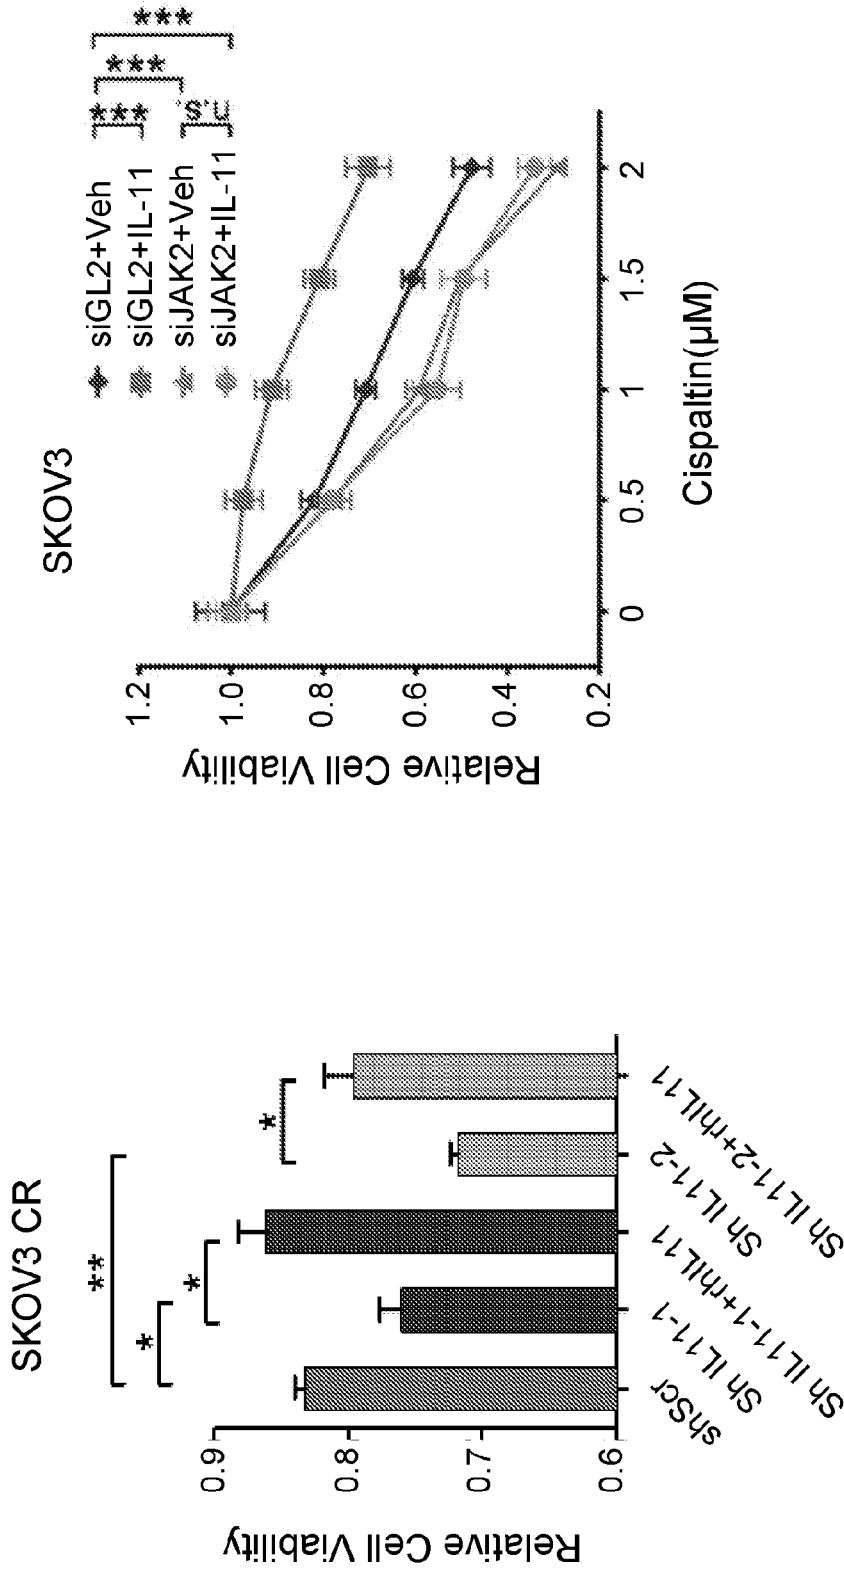 SKOV3 CR
**
*
*
*
Relative Cell Viability
0.9
0.8
0.7
0.6
shScr
Sh IL11-1
Sh IL11-1+rhIL11
Sh IL11-2
Sh IL11-2+rhIL11
SKOV3
siGL2+Veh
siGL2+IL-11
siJAK2+Veh
siJAK2+IL-11
***
n.s.
***
***
Relative Cell Viability
1.2
1.0
0.8
0.6
0.4
0.2
0 0.5 1 1.5 2
Cispaltin(μM)